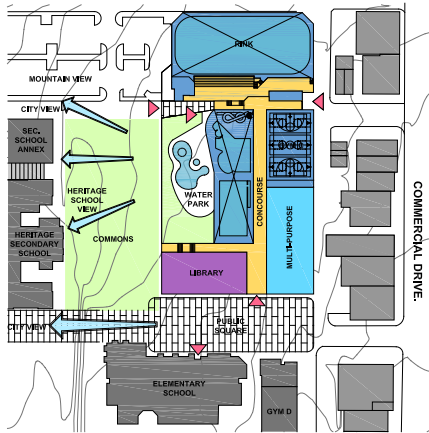 RINK
MOUNTAIN VIEW
CITY VIEW
SEC.
SCHOOL
ANNEX
HERITAGE
SCHOOL
VIEW
WATER
PARK
CONCOURSE
HERITAGE
SECONDARY
SCHOOL
COMMONS
MULTI-PURPOSE
COMMERCIAL DRIVE.
LIBRARY
CITY VIEW
PUBLIC
SQUARE
ELEMENTARY
SCHOOL
GYM D